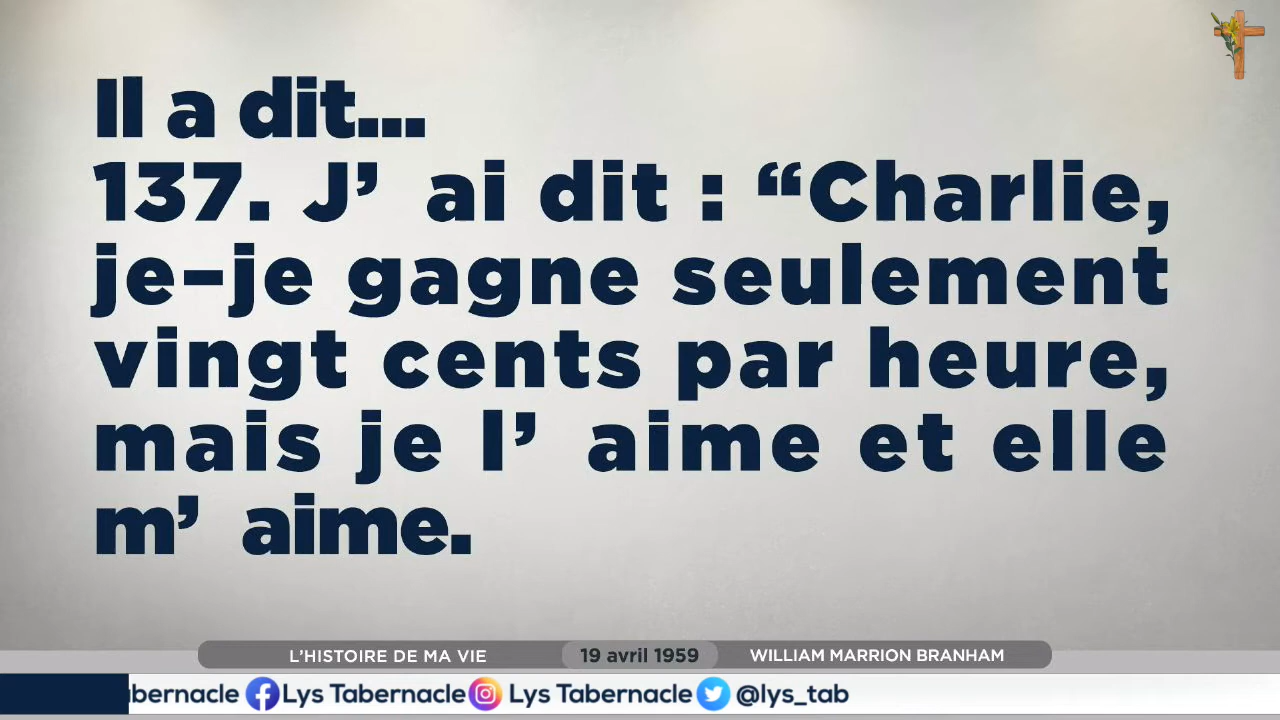 Il a dit...
137. J’ ai dit : “Charlie,
je–je gagne seulement
vingt cents par heure,
mais je l’ aime et elle
m’ aime.
L’HISTOIRE DE MA VIE 19 avril 1959 WILLIAM MARRION BRANHAM
bernacle Lys Tabernacle Lys Tabernacle @lys_tab